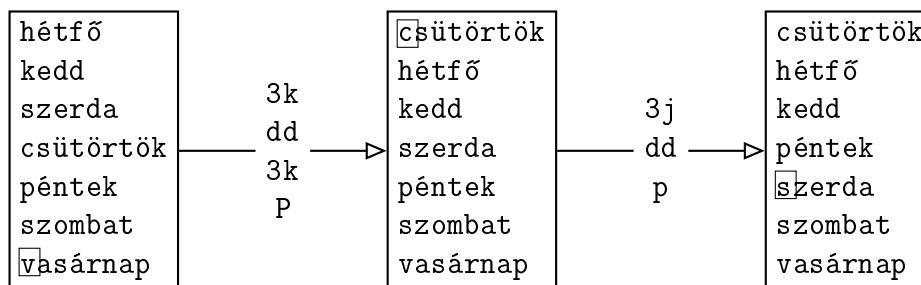 hétfő
kedd
szerda
csütörtök
péntek
szombat
vasárnap
3k
dd
3k
P
csütörtök
hétfő
kedd
szerda
péntek
szombat
vasárnap
3j
dd
p
csütörtök
hétfő
kedd
péntek
szerda
szombat
vasárnap